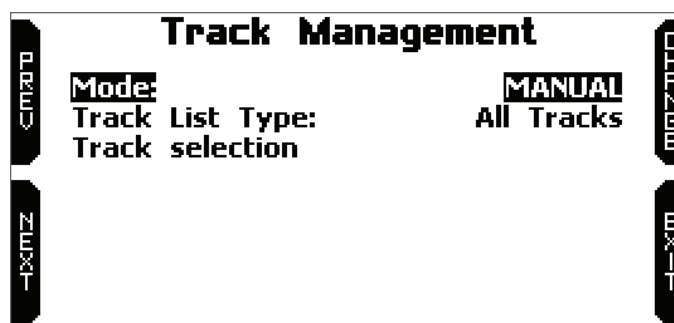 Track Management
PREV
CHANGE
Mode: MANUAL
Track List Type: All Tracks
Track selection
NEXT
EXIT